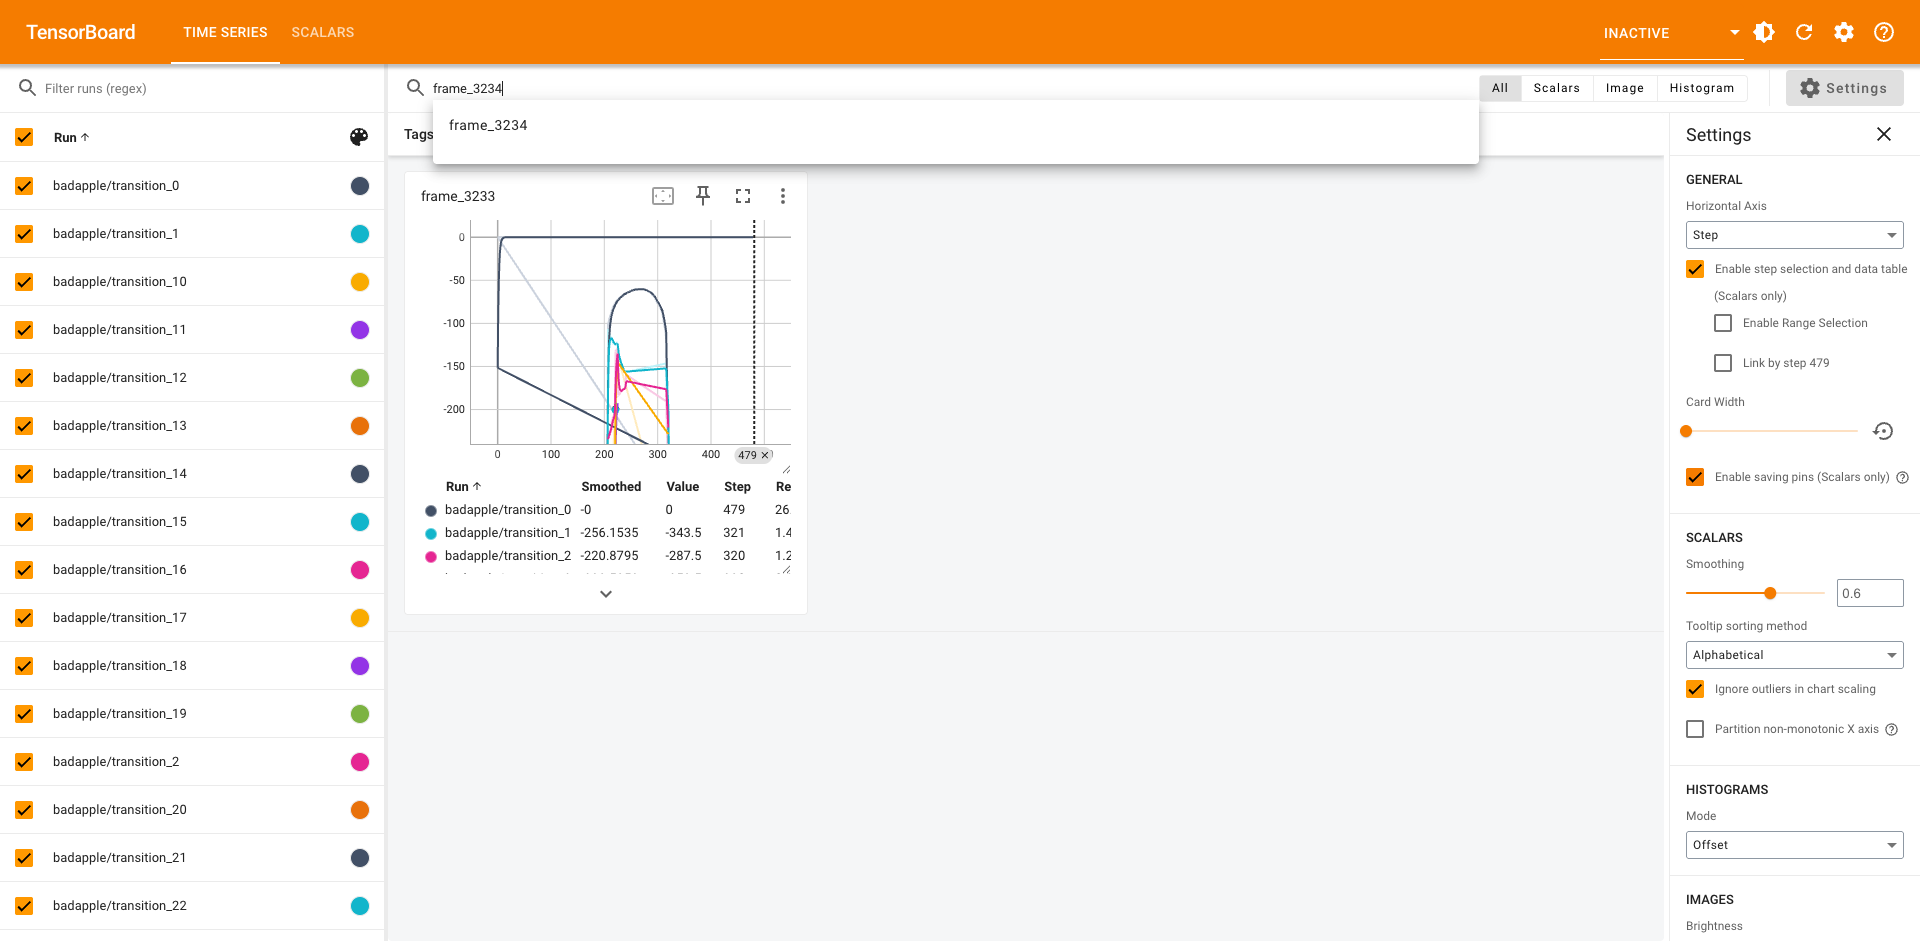 TensorBoard TIME SERIES SCALARS INACTIVE
Filter runs (regex)
frame_3234
All Scalars Image Histogram
Settings
frame_3234
Tags
Run
badapple/transition_0
badapple/transition_1
badapple/transition_10
badapple/transition_11
badapple/transition_12
badapple/transition_13
badapple/transition_14
badapple/transition_15
badapple/transition_16
badapple/transition_17
badapple/transition_18
badapple/transition_19
badapple/transition_2
badapple/transition_20
badapple/transition_21
badapple/transition_22
frame_3233
0
-50
-100
-150
-200
0 100 200 300 400 479
Run Smoothed Value Step Re
badapple/transition_0 -0 0 479 26.
badapple/transition_1 -256.1535 -343.5 321 1.4
badapple/transition_2 -220.8795 -287.5 320 1.2
Settings
GENERAL
Horizontal Axis
Step
Enable step selection and data table
(Scalars only)
Enable Range Selection
Link by step 479
Card Width
Enable saving pins (Scalars only)
SCALARS
Smoothing
0.6
Tooltip sorting method
Alphabetical
Ignore outliers in chart scaling
Partition non-monotonic X axis
HISTOGRAMS
Mode
Offset
IMAGES
Brightness